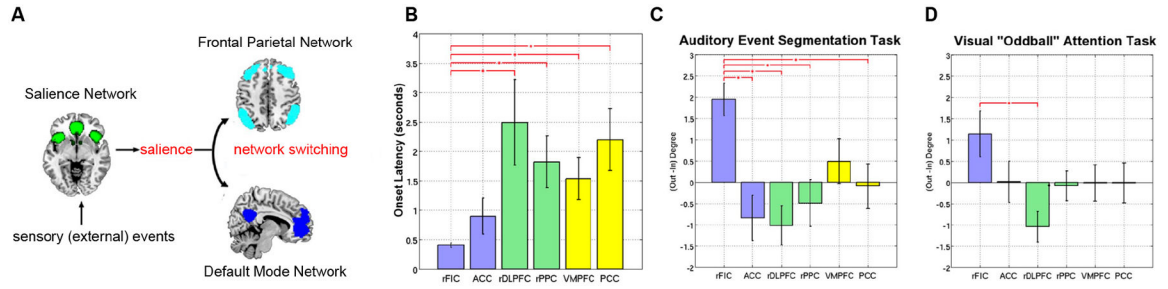 A
Frontal Parietal Network
Salience Network
salience
network switching
sensory (external) events
Default Mode Network
B
Onset Latency (seconds)
4
3.5
3
2.5
2
1.5
1
0.5
0
rFIC ACC rDLPFC rPPC VMPFC PCC
C
Auditory Event Segmentation Task
(Out -In) Degree
3
2.5
2
1.5
1
0.5
0
-0.5
-1
-1.5
-2
rFIC ACC rDLPFC rPPC VMPFC PCC
D
Visual "Oddball" Attention Task
(Out -In) Degree
3
2.5
2
1.5
1
0.5
0
-0.5
-1
-1.5
-2
rFIC ACC rDLPFC rPPC VMPFC PCC